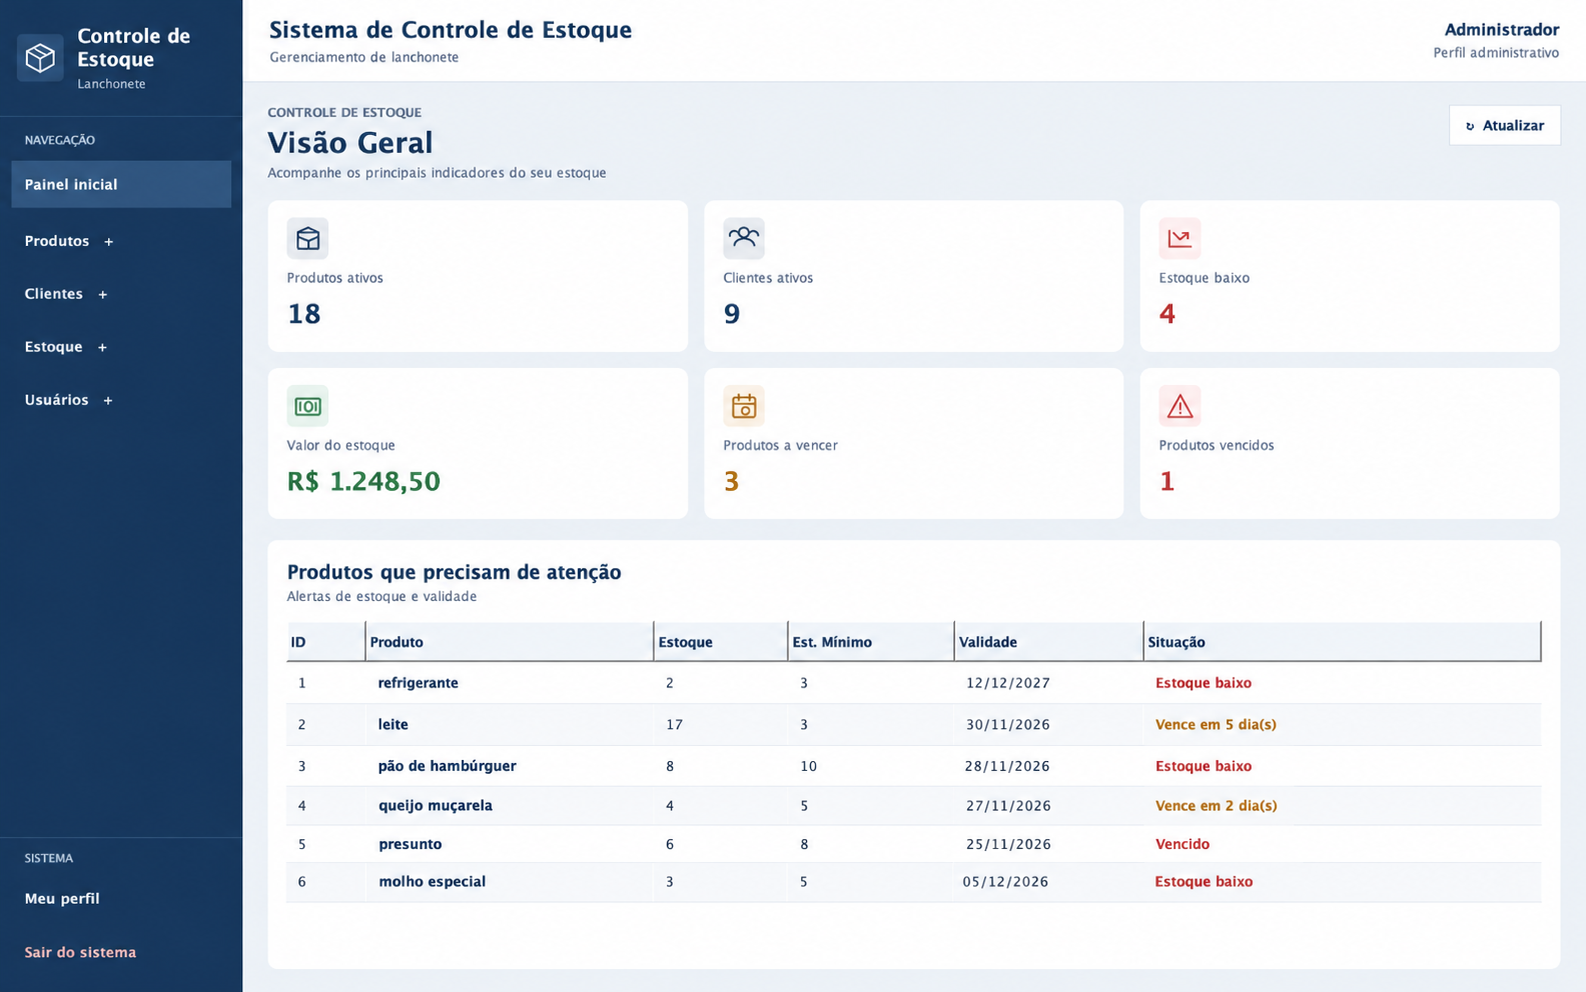 Controle de
Estoque
Lanchonete
NAVEGAÇÃO
Painel inicial
Produtos +
Clientes +
Estoque +
Usuários +
SISTEMA
Meu perfil
Sair do sistema
Sistema de Controle de Estoque
Gerenciamento de lanchonete
Administrador
Perfil administrativo
CONTROLE DE ESTOQUE
Visão Geral
Acompanhe os principais indicadores do seu estoque
↻ Atualizar
Produtos ativos
18
Clientes ativos
9
Estoque baixo
4
Valor do estoque
R$ 1.248,50
Produtos a vencer
3
Produtos vencidos
1
Produtos que precisam de atenção
Alertas de estoque e validade
ID Produto Estoque Est. Mínimo Validade Situação
1 refrigerante 2 3 12/12/2027 Estoque baixo
2 leite 17 3 30/11/2026 Vence em 5 dia(s)
3 pão de hambúrguer 8 10 28/11/2026 Estoque baixo
4 queijo muçarela 4 5 27/11/2026 Vence em 2 dia(s)
5 presunto 6 8 25/11/2026 Vencido
6 molho especial 3 5 05/12/2026 Estoque baixo